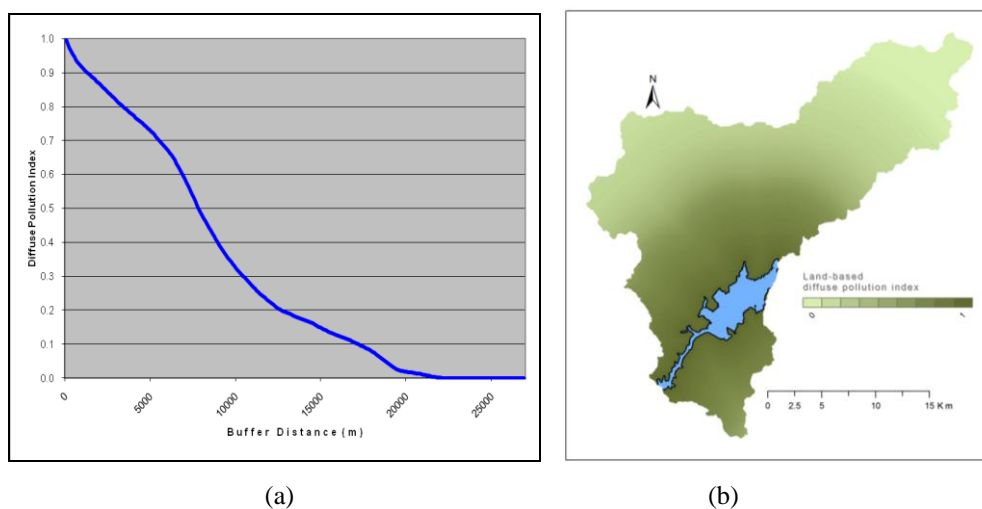 1.0
0.9
0.8
0.7
0.6
0.5
0.4
0.3
0.2
0.1
0.0
Diffuse Pollution Index
0
5000
10000
15000
20000
25000
Buffer Distance (m)
(a)
N
Land-based
diffuse pollution index
0 1
0 2.5 5 10 15 Km
(b)